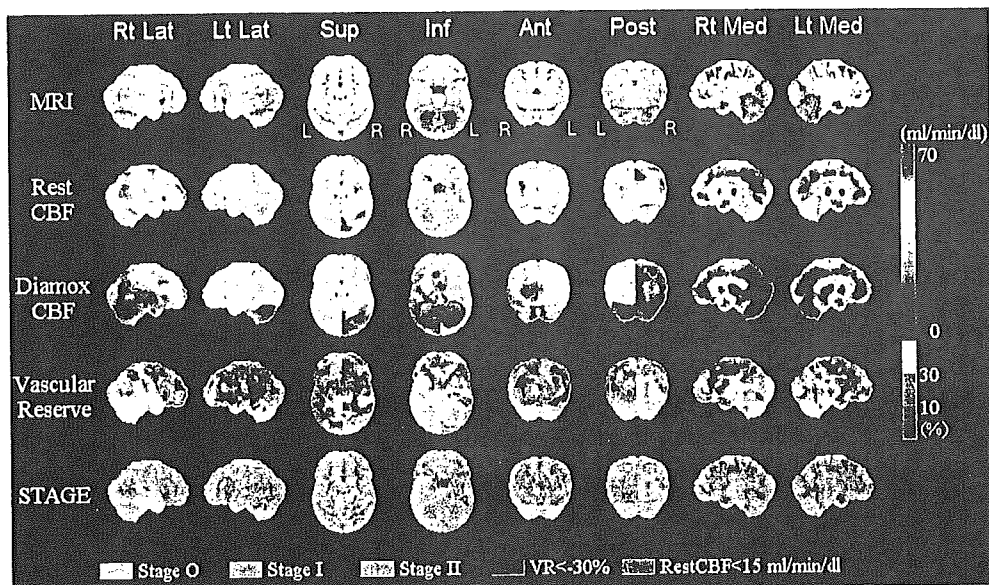 Rt Lat Lt Lat Sup Inf Ant Post Rt Med Lt Med
MRI
L R R L R L L R
(ml/min/dl)
70
Rest
CBF
Diamox
CBF
0
Vascular
Reserve
30
10
(%)
STAGE
Stage O Stage I Stage II VR<-30% RestCBF<15 ml/min/dl